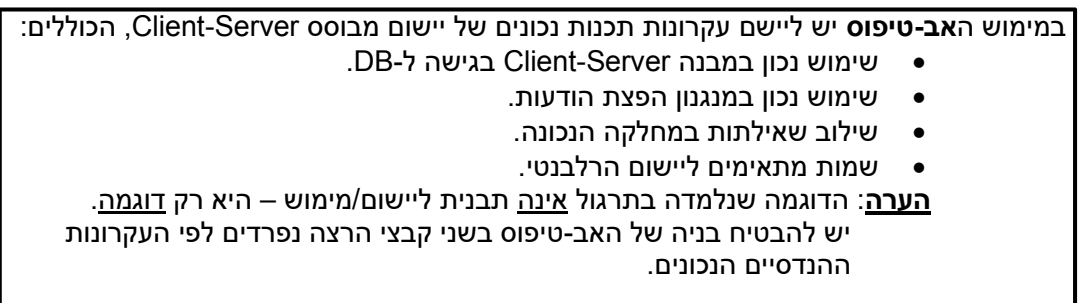 במימוש האב-טיפוס יש ליישם עקרונות תכנות נכונים של יישום מבוסס Client-Server, הכוללים:
• שימוש נכון במבנה Client-Server בגישה ל-DB.
• שימוש נכון במנגנון הפצת הודעות.
• שילוב שאילתות במחלקה הנכונה.
• שמות מתאימים ליישום הרלבנטי.
הערה: הדוגמה שנלמדה בתרגול אינה תבנית ליישום/מימוש – היא רק דוגמה.
יש להבטיח בניה של האב-טיפוס בשני קבצי הרצה נפרדים לפי העקרונות
ההנדסיים הנכונים.